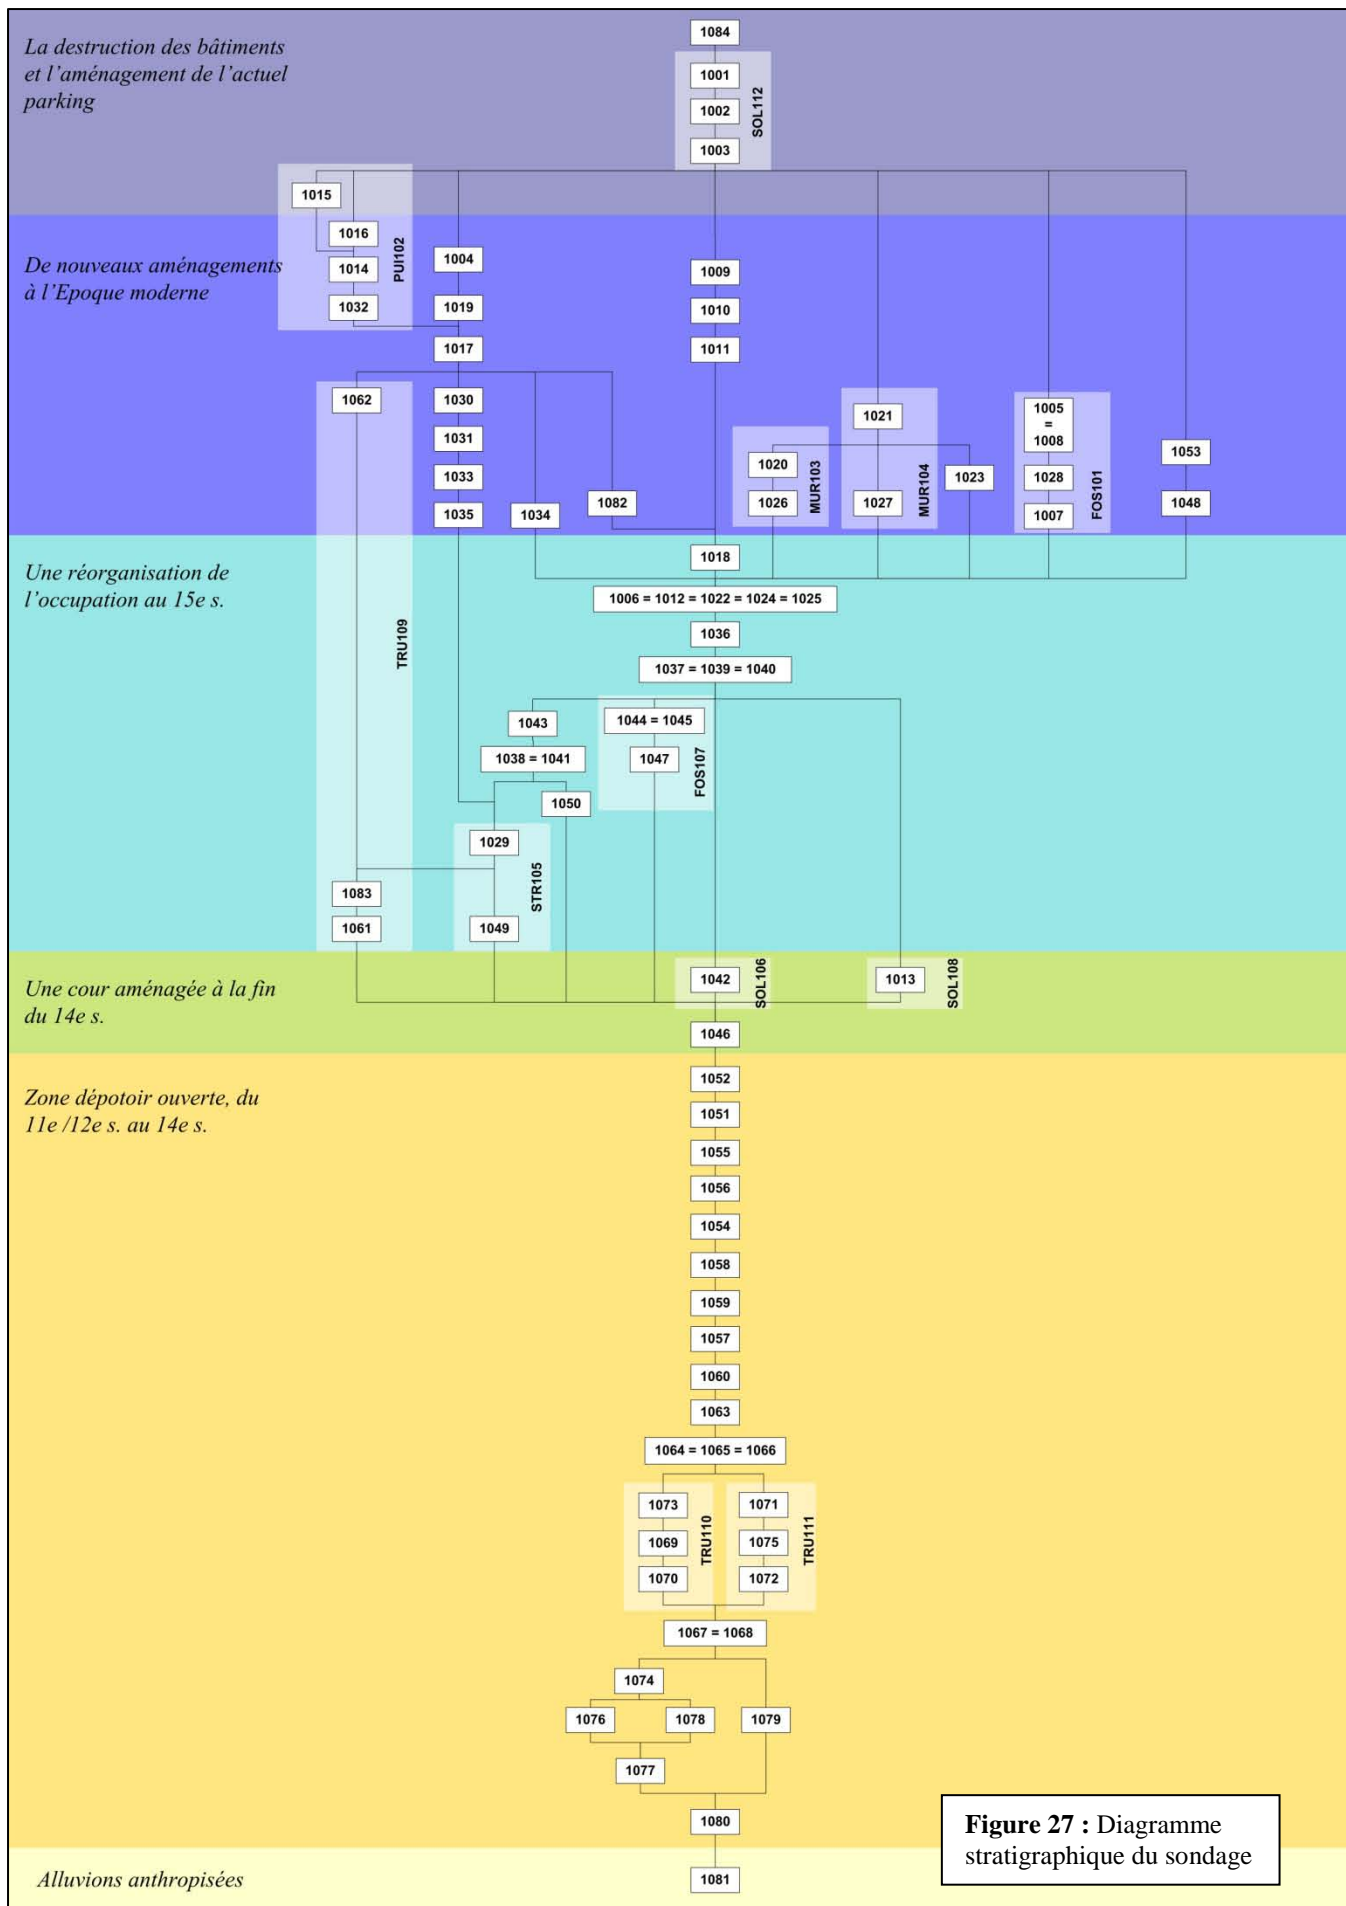 La destruction des bâtiments
et l'aménagement de l'actuel
parking
1084
1001
1002
1003
SOL112
1015
1016
1014
1032
PUI102
De nouveaux aménagements
à l'Epoque moderne
1004
1019
1017
1009
1010
1011
1062
1030
1031
1033
1035
1034
1082
1020
1026
MUR103
1021
1027
MUR104
1023
1005
=
1008
1028
1007
FOS101
1053
1048
Une réorganisation de
l'occupation au 15e s.
1018
1006 = 1012 = 1022 = 1024 = 1025
1036
1037 = 1039 = 1040
TRU109
1043
1038 = 1041
1050
1044 = 1045
1047
FOS107
1029
1049
STR105
1083
1061
Une cour aménagée à la fin
du 14e s.
1042
SOL106
1013
SOL108
1046
Zone dépotoir ouverte, du
11e /12e s. au 14e s.
1052
1051
1055
1056
1054
1058
1059
1057
1060
1063
1064 = 1065 = 1066
1073
1069
1070
TRU110
1071
1075
1072
TRU111
1067 = 1068
1074
1076
1078
1079
1077
1080
Figure 27 : Diagramme
stratigraphique du sondage
Alluvions anthropisées
1081